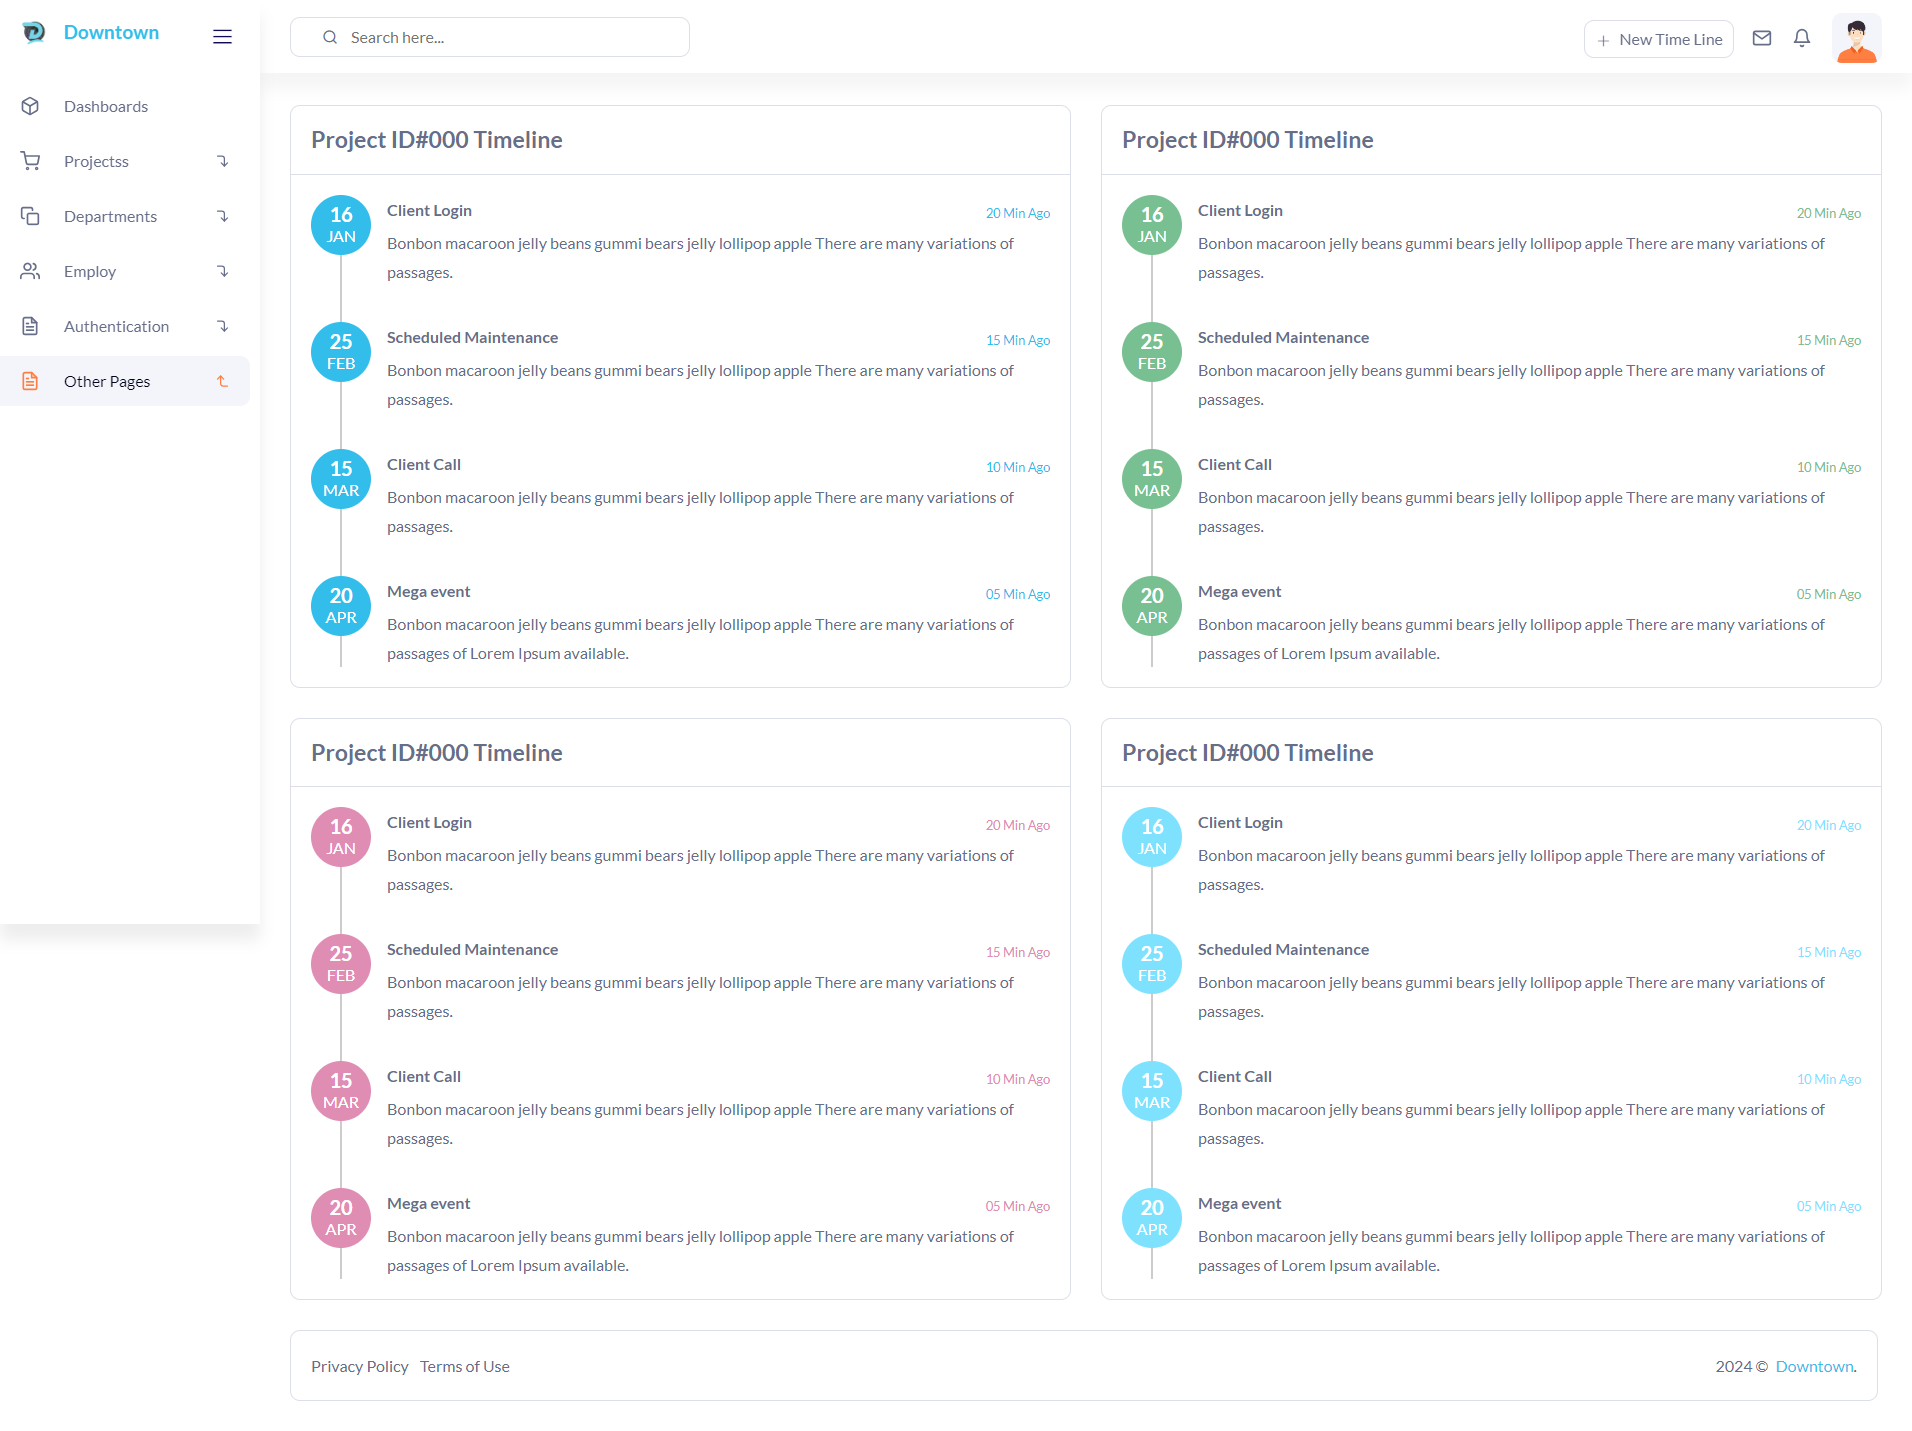 Downtown
Search here...
New Time Line
Dashboards
Projectss
Departments
Employ
Authentication
Other Pages
Project ID#000 Timeline
16
JAN
Client Login
20 Min Ago
Bonbon macaroon jelly beans gummi bears jelly lollipop apple There are many variations of
passages.
25
FEB
Scheduled Maintenance
15 Min Ago
Bonbon macaroon jelly beans gummi bears jelly lollipop apple There are many variations of
passages.
15
MAR
Client Call
10 Min Ago
Bonbon macaroon jelly beans gummi bears jelly lollipop apple There are many variations of
passages.
20
APR
Mega event
05 Min Ago
Bonbon macaroon jelly beans gummi bears jelly lollipop apple There are many variations of
passages of Lorem Ipsum available.
Project ID#000 Timeline
16
JAN
Client Login
20 Min Ago
Bonbon macaroon jelly beans gummi bears jelly lollipop apple There are many variations of
passages.
25
FEB
Scheduled Maintenance
15 Min Ago
Bonbon macaroon jelly beans gummi bears jelly lollipop apple There are many variations of
passages.
15
MAR
Client Call
10 Min Ago
Bonbon macaroon jelly beans gummi bears jelly lollipop apple There are many variations of
passages.
20
APR
Mega event
05 Min Ago
Bonbon macaroon jelly beans gummi bears jelly lollipop apple There are many variations of
passages of Lorem Ipsum available.
Project ID#000 Timeline
16
JAN
Client Login
20 Min Ago
Bonbon macaroon jelly beans gummi bears jelly lollipop apple There are many variations of
passages.
25
FEB
Scheduled Maintenance
15 Min Ago
Bonbon macaroon jelly beans gummi bears jelly lollipop apple There are many variations of
passages.
15
MAR
Client Call
10 Min Ago
Bonbon macaroon jelly beans gummi bears jelly lollipop apple There are many variations of
passages.
20
APR
Mega event
05 Min Ago
Bonbon macaroon jelly beans gummi bears jelly lollipop apple There are many variations of
passages of Lorem Ipsum available.
Project ID#000 Timeline
16
JAN
Client Login
20 Min Ago
Bonbon macaroon jelly beans gummi bears jelly lollipop apple There are many variations of
passages.
25
FEB
Scheduled Maintenance
15 Min Ago
Bonbon macaroon jelly beans gummi bears jelly lollipop apple There are many variations of
passages.
15
MAR
Client Call
10 Min Ago
Bonbon macaroon jelly beans gummi bears jelly lollipop apple There are many variations of
passages.
20
APR
Mega event
05 Min Ago
Bonbon macaroon jelly beans gummi bears jelly lollipop apple There are many variations of
passages of Lorem Ipsum available.
Privacy Policy Terms of Use
2024 © Downtown.